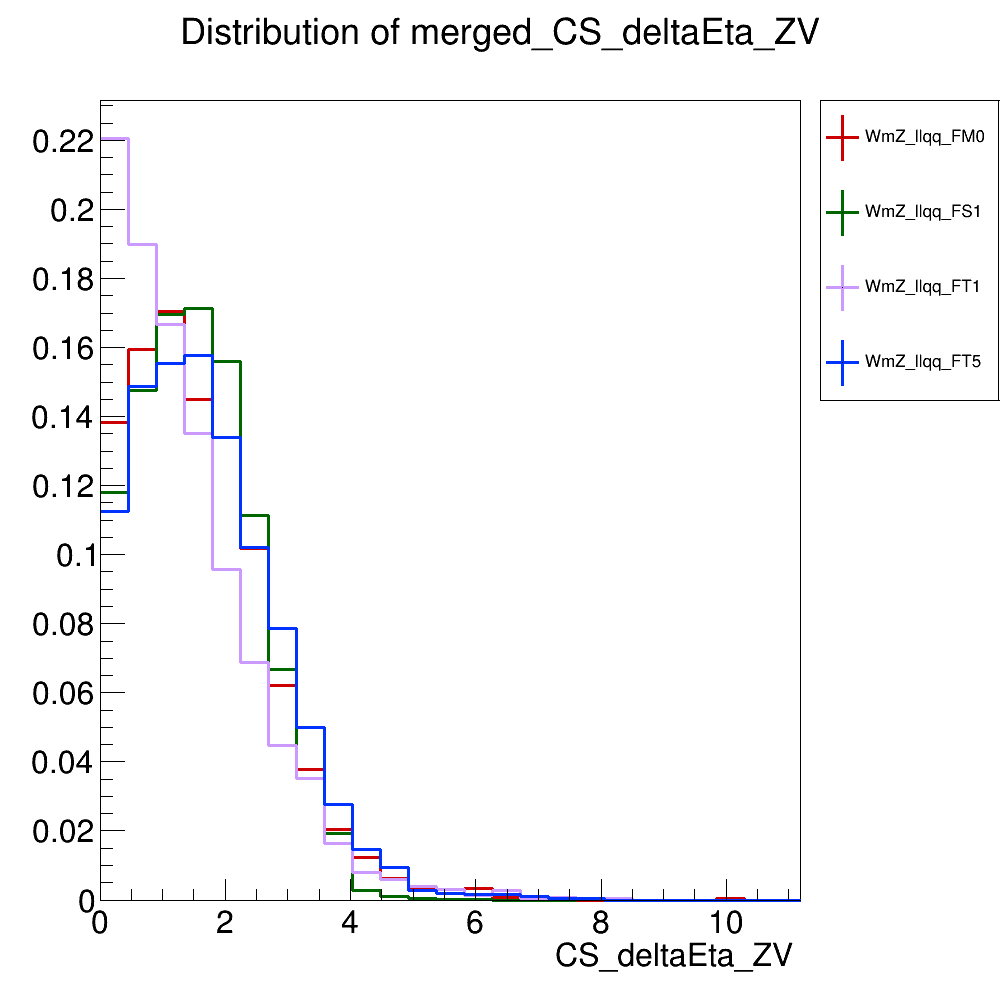 Distribution of merged_CS_deltaEta_ZV
WmZ_llqq_FM0
WmZ_llqq_FS1
WmZ_llqq_FT1
WmZ_llqq_FT5
0.22
0.2
0.18
0.16
0.14
0.12
0.1
0.08
0.06
0.04
0.02
0
0 2 4 6 8 10
CS_deltaEta_ZV